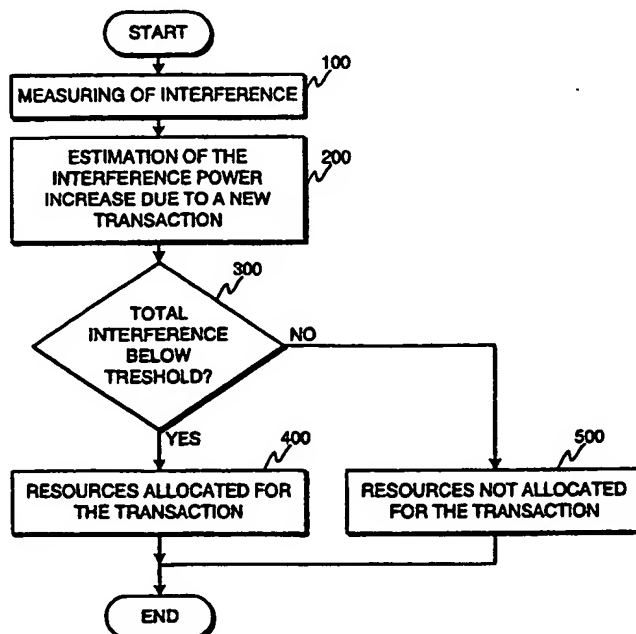 START
100
MEASURING OF INTERFERENCE
200
ESTIMATION OF THE
INTERFERENCE POWER
INCREASE DUE TO A NEW
TRANSACTION
300
TOTAL
INTERFERENCE
BELOW
TRESHOLD?
NO
YES
400
RESOURCES ALLOCATED FOR
THE TRANSACTION
500
RESOURCES NOT ALLOCATED
FOR THE TRANSACTION
END